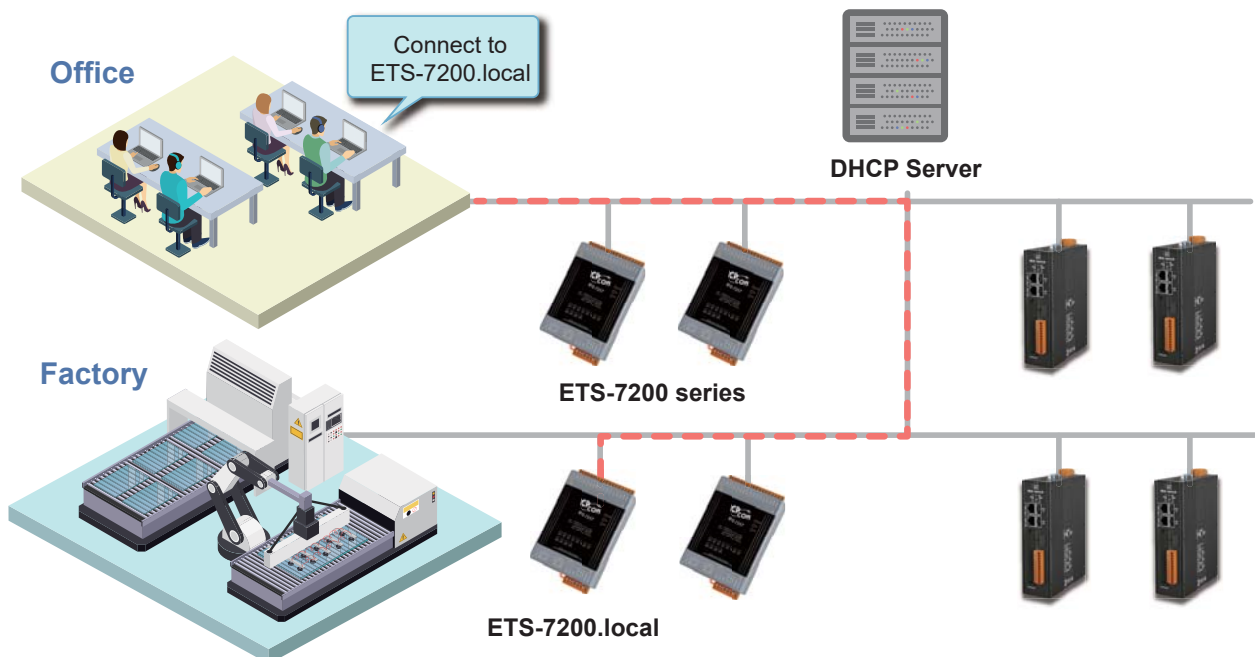 Office
Connect to
ETS-7200.local
DHCP Server
ETS-7200 series
Factory
ETS-7200.local